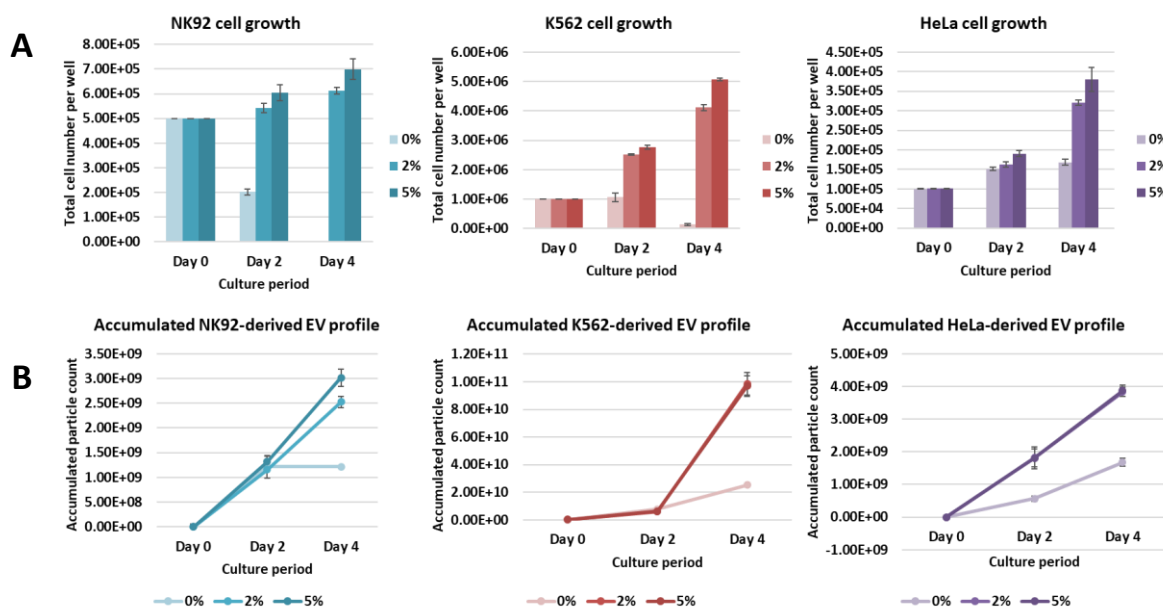 A
NK92 cell growth
Total cell number per well
8.00E+05
7.00E+05
6.00E+05
5.00E+05
4.00E+05
3.00E+05
2.00E+05
1.00E+05
0.00E+00
Day 0 Day 2 Day 4
Culture period
0%
2%
5%
K562 cell growth
Total cell number per well
6.00E+06
5.00E+06
4.00E+06
3.00E+06
2.00E+06
1.00E+06
0.00E+00
Day 0 Day 2 Day 4
Culture period
0%
2%
5%
HeLa cell growth
Total cell number per well
4.50E+05
4.00E+05
3.50E+05
3.00E+05
2.50E+05
2.00E+05
1.50E+05
1.00E+05
5.00E+04
0.00E+00
Day 0 Day 2 Day 4
Culture period
0%
2%
5%
B
Accumulated NK92-derived EV profile
Accumulated particle count
3.50E+09
3.00E+09
2.50E+09
2.00E+09
1.50E+09
1.00E+09
5.00E+08
0.00E+00
Day 0 Day 2 Day 4
Culture period
0% 2% 5%
Accumulated K562-derived EV profile
Accumulated particle count
1.20E+11
1.00E+11
8.00E+10
6.00E+10
4.00E+10
2.00E+10
0.00E+00
Day 0 Day 2 Day 4
Culture period
0% 2% 5%
Accumulated HeLa-derived EV profile
Accumulated particle count
5.00E+09
4.00E+09
3.00E+09
2.00E+09
1.00E+09
0.00E+00
-1.00E+09
Day 0 Day 2 Day 4
Culture period
0% 2% 5%